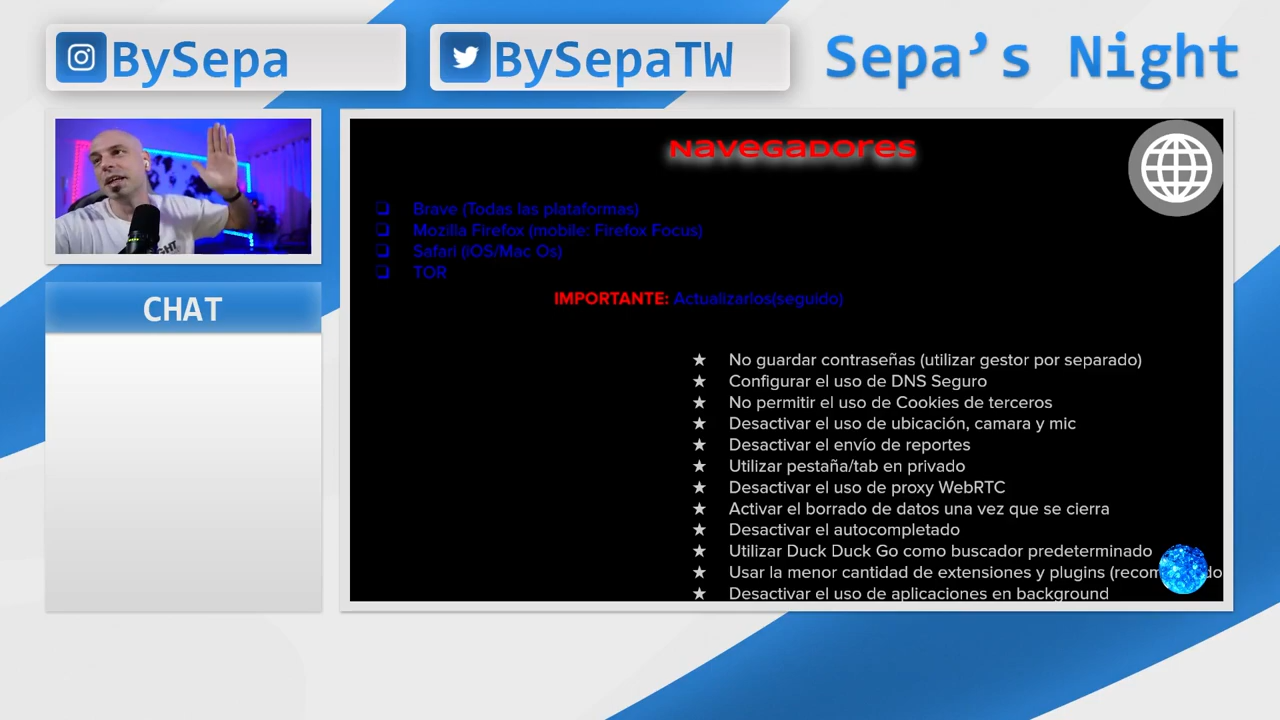 BySepa
BySepaTW
Sepa's Night
CHAT
Navegadores
Brave (Todas las plataformas)
Mozilla Firefox (mobile: Firefox Focus)
Safari (iOS/Mac Os)
TOR
IMPORTANTE: Actualizarlos(seguido)
★ No guardar contraseñas (utilizar gestor por separado)
★ Configurar el uso de DNS Seguro
★ No permitir el uso de Cookies de terceros
★ Desactivar el uso de ubicación, camara y mic
★ Desactivar el envío de reportes
★ Utilizar pestaña/tab en privado
★ Desactivar el uso de proxy WebRTC
★ Activar el borrado de datos una vez que se cierra
★ Desactivar el autocompletado
★ Utilizar Duck Duck Go como buscador predeterminado
★ Usar la menor cantidad de extensiones y plugins
★ Desactivar el uso de aplicaciones en background